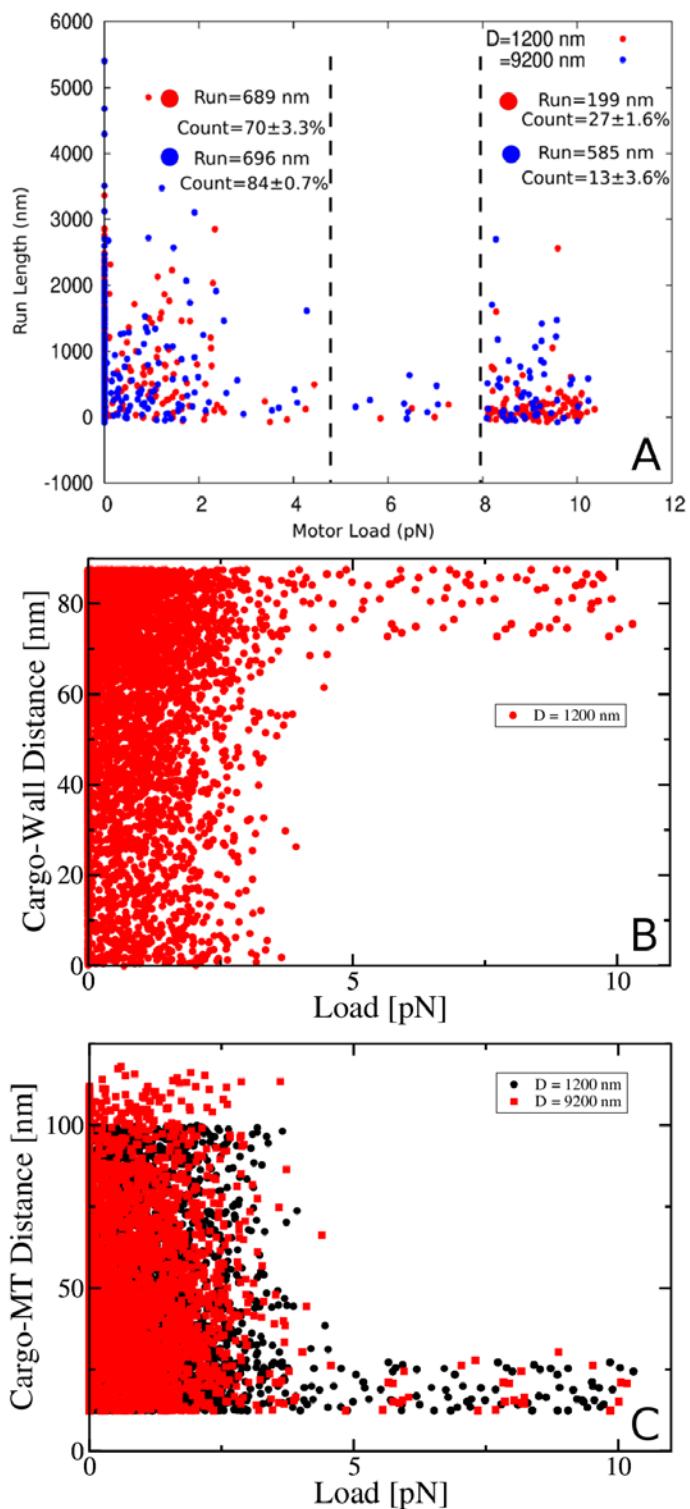 6000
5000
4000
3000
2000
1000
0
-1000
Run Length (nm)
D=1200 nm
=9200 nm
Run=689 nm
Count=70±3.3%
Run=696 nm
Count=84±0.7%
Run=199 nm
Count=27±1.6%
Run=585 nm
Count=13±3.6%
A
0 2 4 6 8 10 12
Motor Load (pN)
80
60
40
20
0
Cargo-Wall Distance [nm]
D = 1200 nm
B
0 5 10
Load [pN]
100
50
0
Cargo-MT Distance [nm]
D = 1200 nm
D = 9200 nm
C
0 5 10
Load [pN]